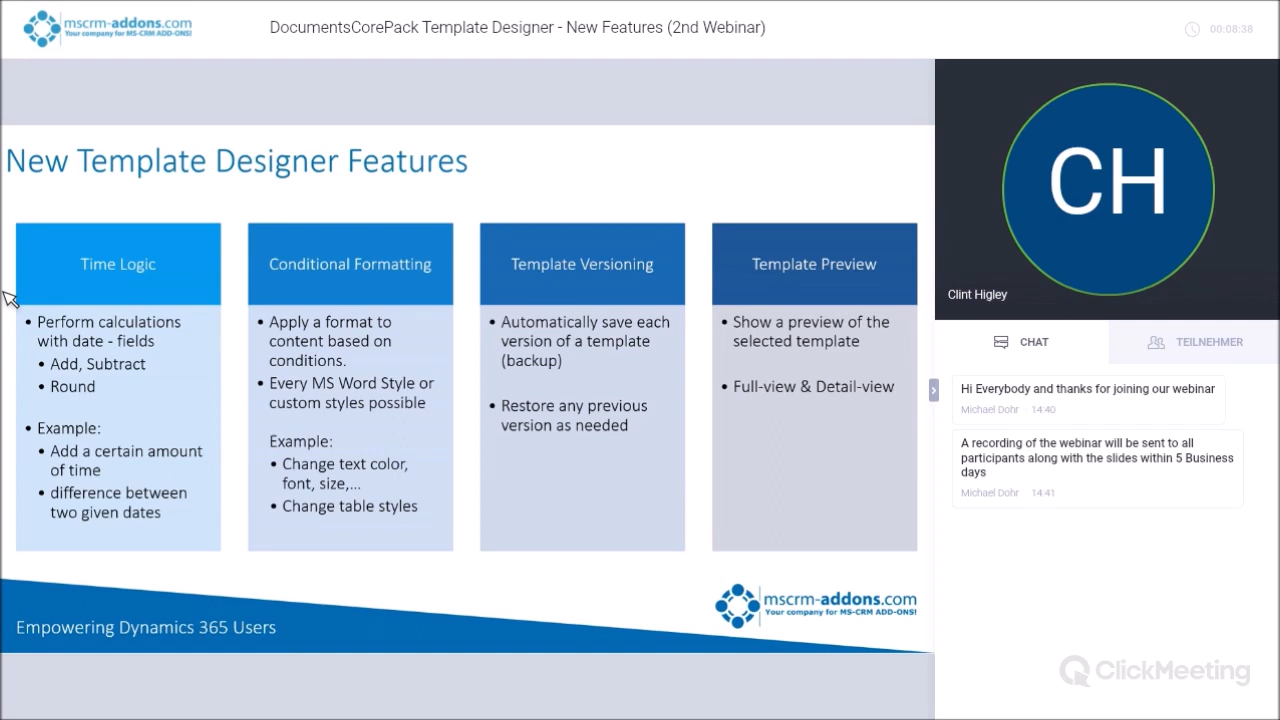 mscrm-addons.com
Your company for MS-CRM ADD-ONS!
DocumentsCorePack Template Designer - New Features (2nd Webinar)
00:08:38
New Template Designer Features
Time Logic
• Perform calculations
with date - fields
• Add, Subtract
• Round
• Example:
• Add a certain amount
of time
• difference between
two given dates
Conditional Formatting
• Apply a format to
content based on
conditions.
• Every MS Word Style or
custom styles possible
Example:
• Change text color,
font, size,...
• Change table styles
Template Versioning
• Automatically save each
version of a template
(backup)
• Restore any previous
version as needed
Template Preview
• Show a preview of the
selected template
• Full-view & Detail-view
mscrm-addons.com
Your company for MS-CRM ADD-ONS!
Empowering Dynamics 365 Users
CH
Clint Higley
CHAT
TEILNEHMER
Hi Everybody and thanks for joining our webinar
Michael Dohr 14:40
A recording of the webinar will be sent to all
participants along with the slides within 5 Business
days
Michael Dohr 14:41
ClickMeeting